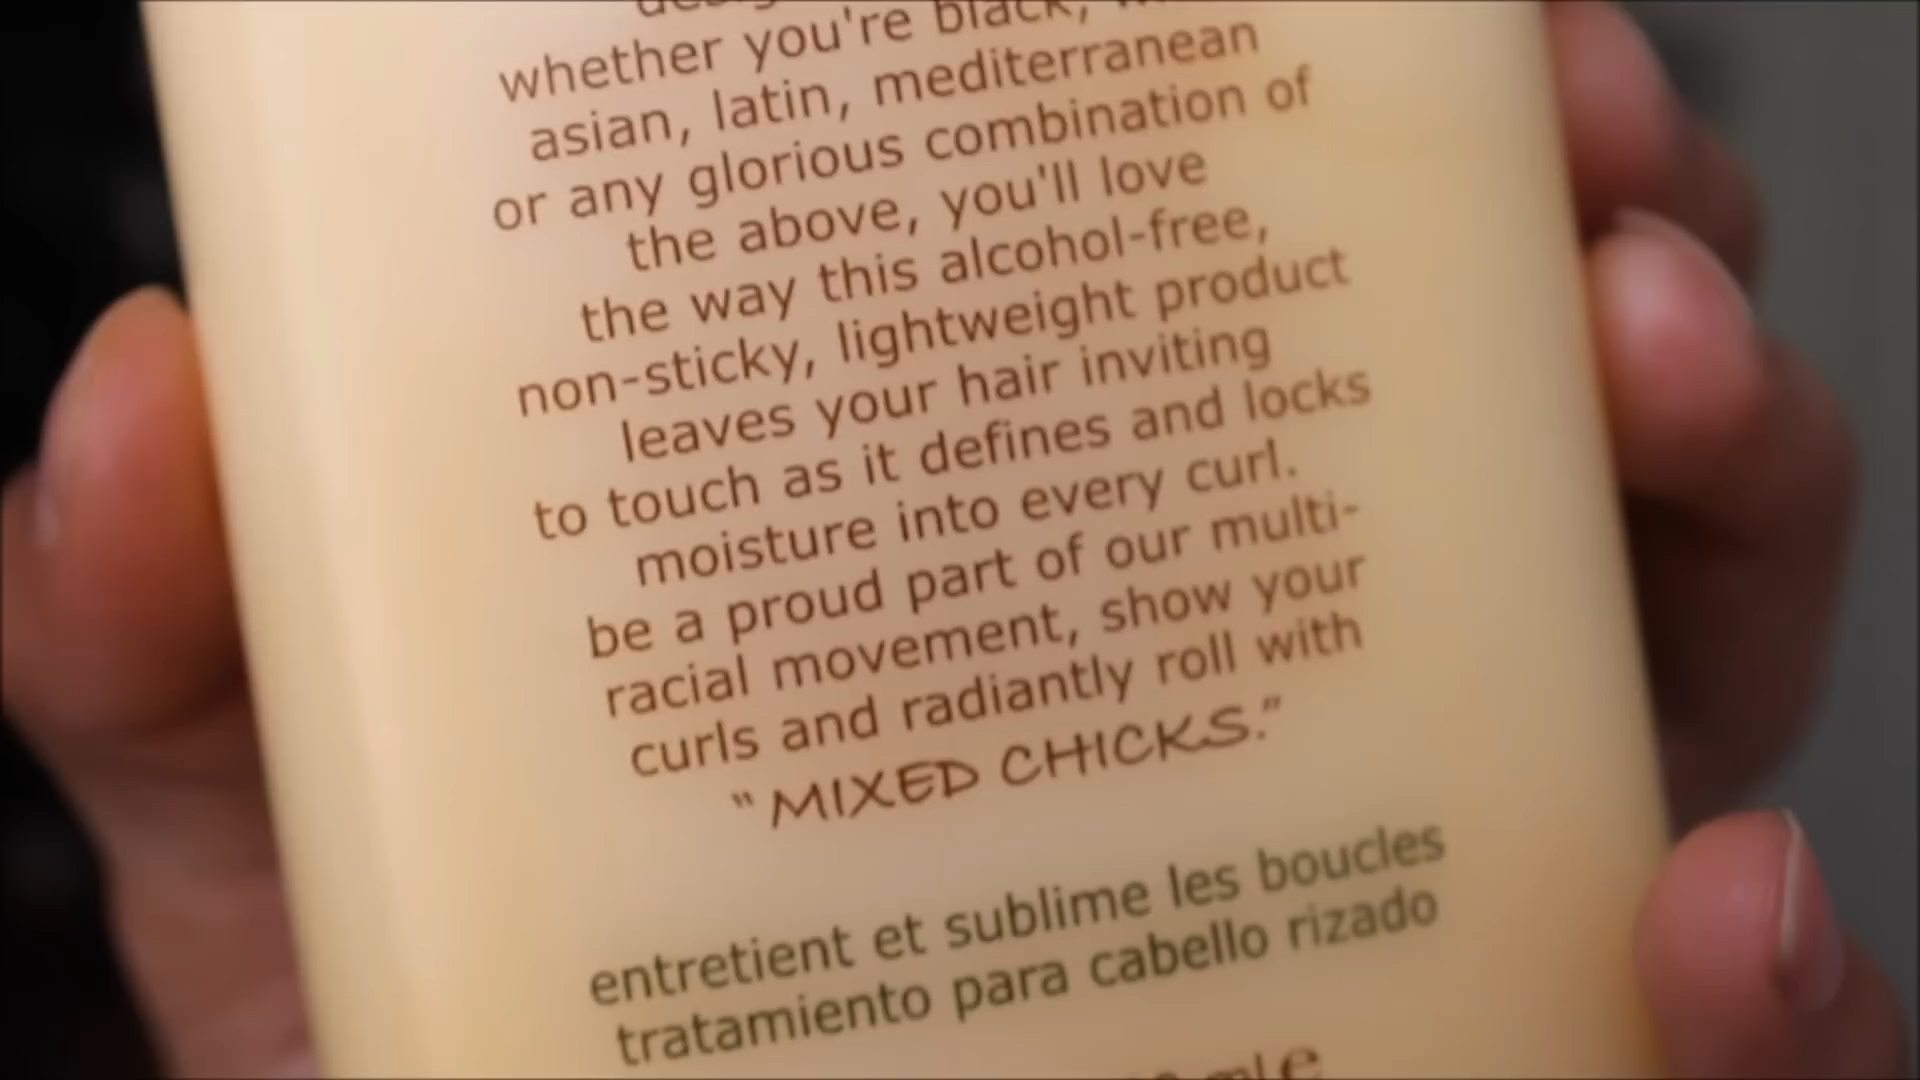 whether you're black,
asian, latin, mediterranean
or any glorious combination of
the above, you'll love
the way this alcohol-free,
non-sticky, lightweight product
leaves your hair inviting
to touch as it defines and locks
moisture into every curl.
be a proud part of our multi-
racial movement, show your
curls and radiantly roll with
“MIXED CHICKS.”
entretient et sublime les boucles
tratamiento para cabello rizado
ml e